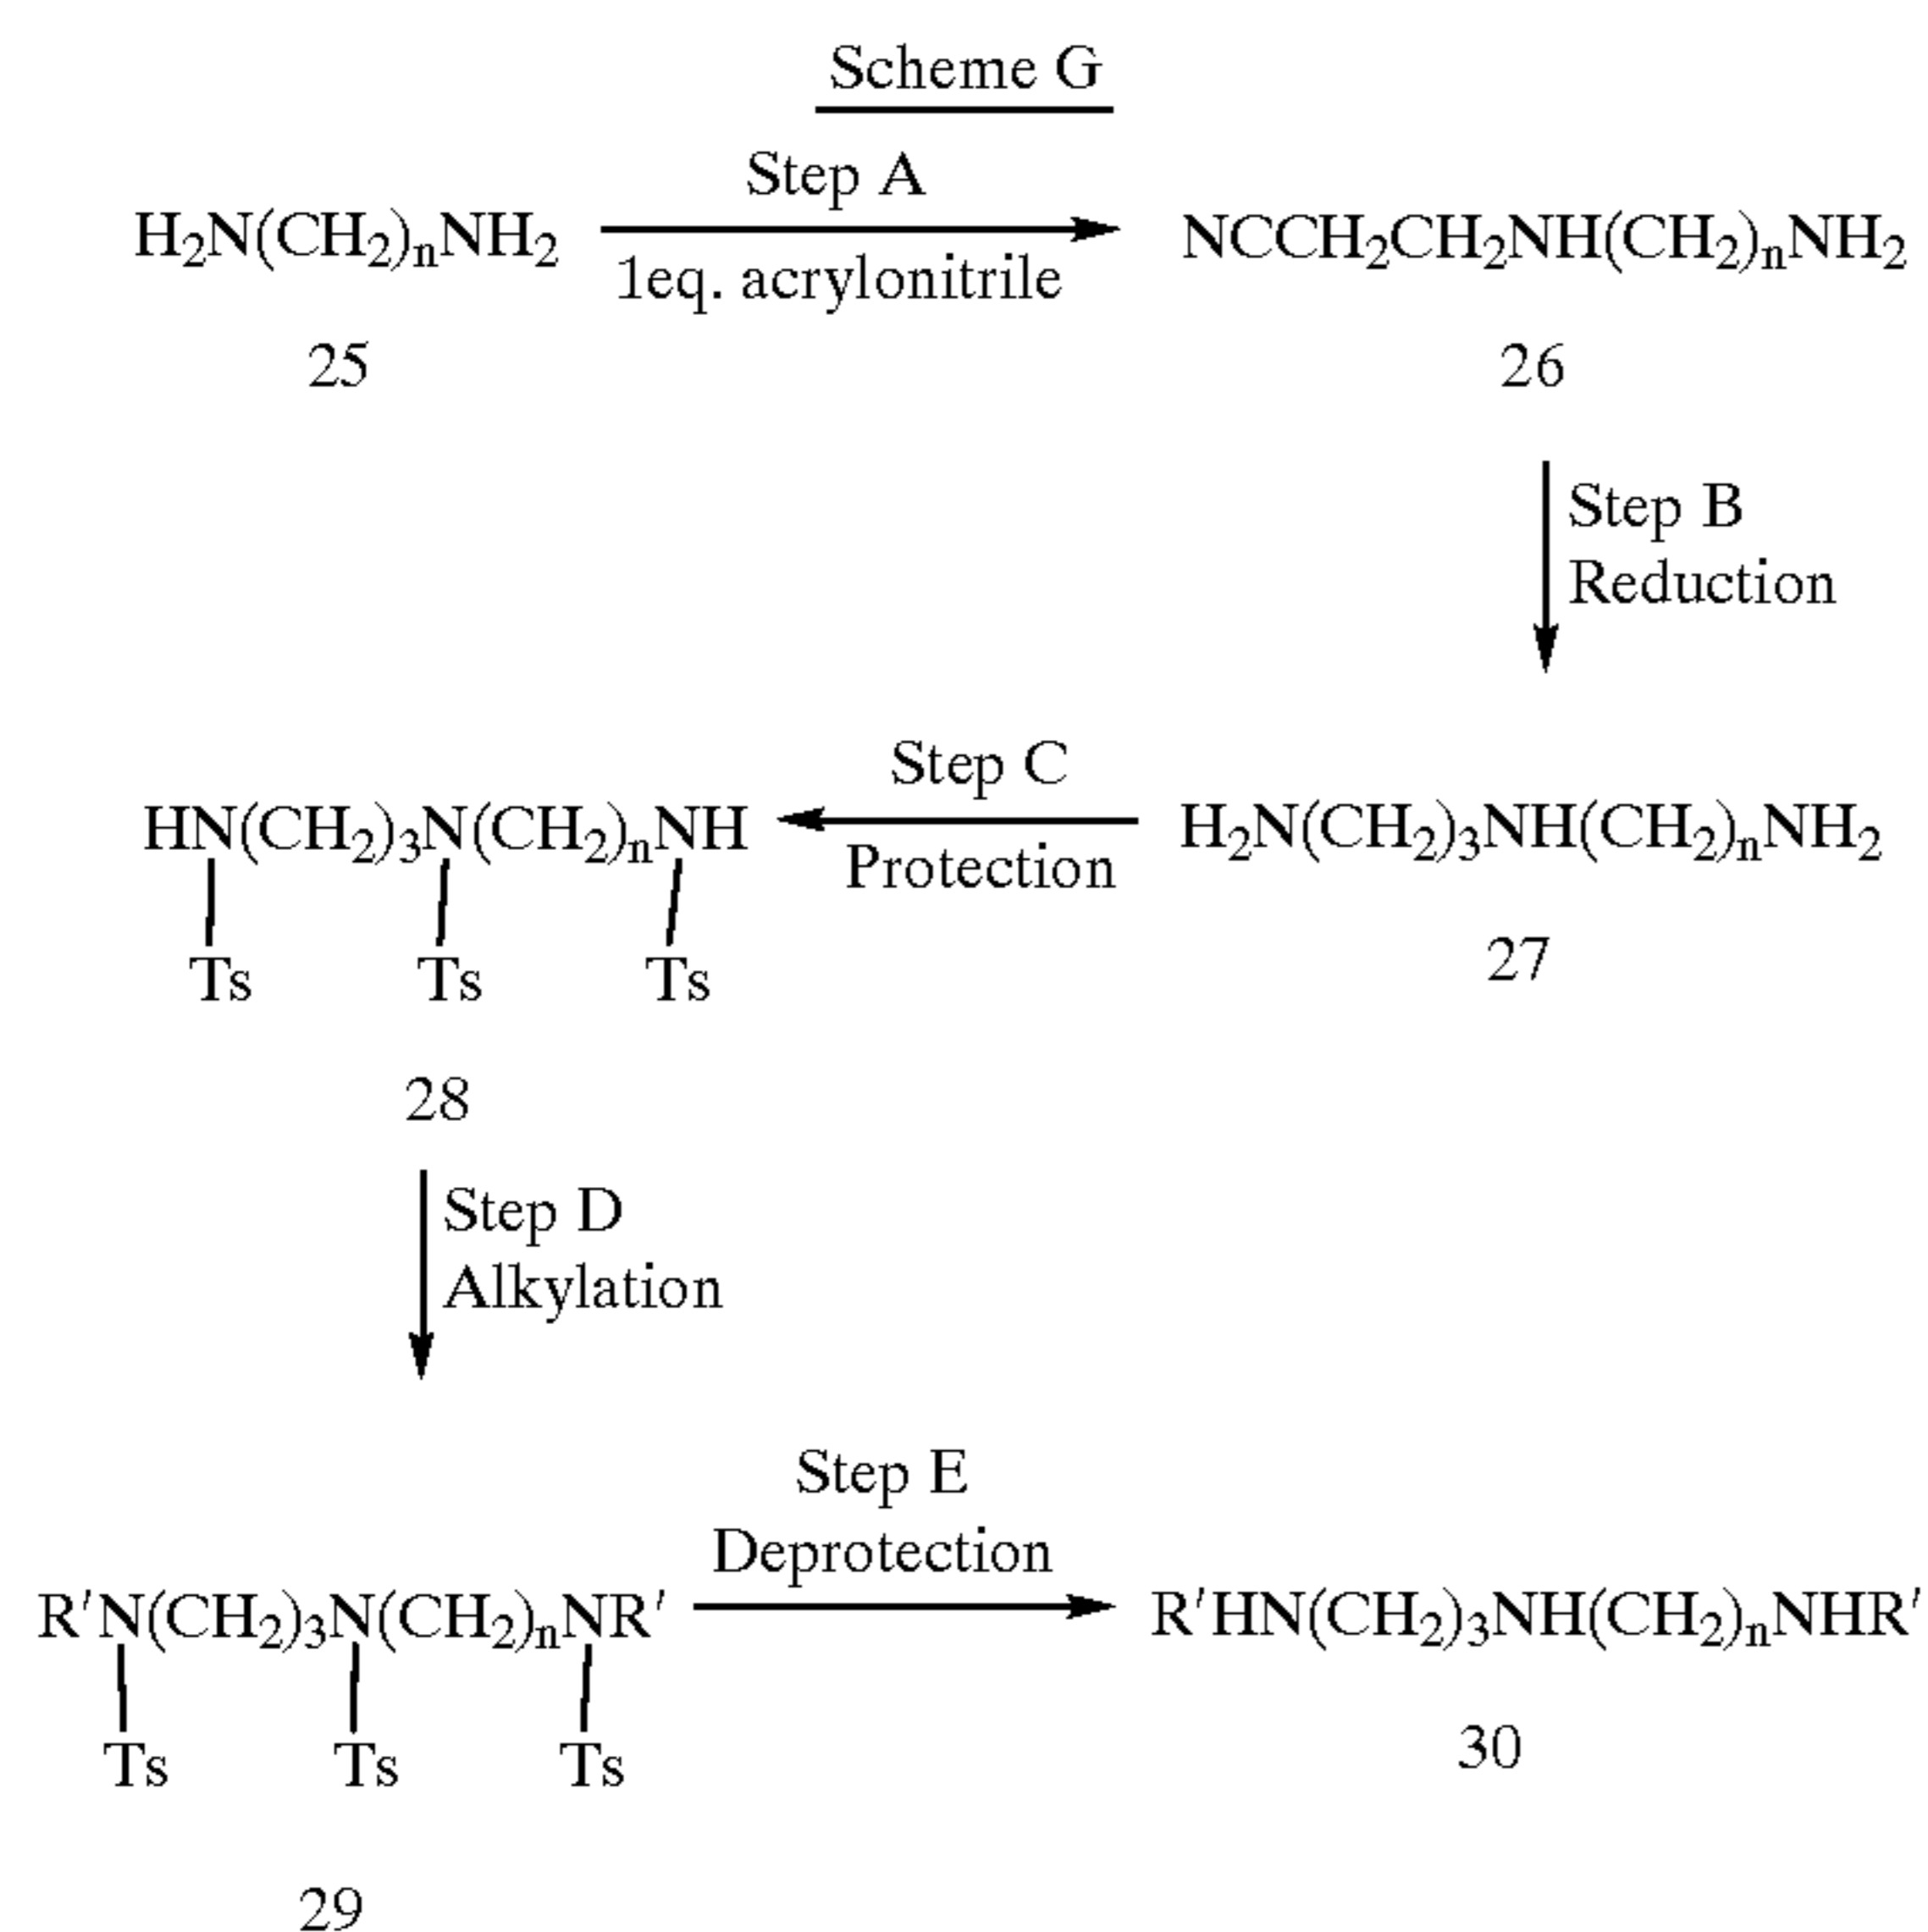 Scheme G
Step A
H₂N(CH₂)ₙNH₂
1eq. acrylonitrile
NCCH₂CH₂NH(CH₂)ₙNH₂
25
26
Step B
Reduction
Step C
HN(CH₂)₃N(CH₂)ₙNH
Protection
H₂N(CH₂)₃NH(CH₂)ₙNH₂
Ts Ts Ts
27
28
Step D
Alkylation
Step E
Deprotection
R'N(CH₂)₃N(CH₂)ₙNR'
R'HN(CH₂)₃NH(CH₂)ₙNHR'
Ts Ts Ts
30
29